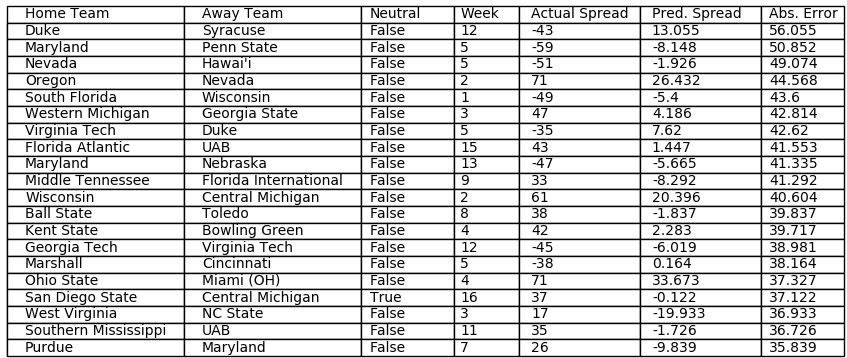 Home Team Away Team Neutral Week Actual Spread Pred. Spread Abs. Error
Duke Syracuse False 12 -43 13.055 56.055
Maryland Penn State False 5 -59 -8.148 50.852
Nevada Hawai'i False 5 -51 -1.926 49.074
Oregon Nevada False 2 71 26.432 44.568
South Florida Wisconsin False 1 -49 -5.4 43.6
Western Michigan Georgia State False 3 47 4.186 42.814
Virginia Tech Duke False 5 -35 7.62 42.62
Florida Atlantic UAB False 15 43 1.447 41.553
Maryland Nebraska False 13 -47 -5.665 41.335
Middle Tennessee Florida International False 9 33 -8.292 41.292
Wisconsin Central Michigan False 2 61 20.396 40.604
Ball State Toledo False 8 38 -1.837 39.837
Kent State Bowling Green False 4 42 2.283 39.717
Georgia Tech Virginia Tech False 12 -45 -6.019 38.981
Marshall Cincinnati False 5 -38 0.164 38.164
Ohio State Miami (OH) False 4 71 33.673 37.327
San Diego State Central Michigan True 16 37 -0.122 37.122
West Virginia NC State False 3 17 -19.933 36.933
Southern Mississippi UAB False 11 35 -1.726 36.726
Purdue Maryland False 7 26 -9.839 35.839